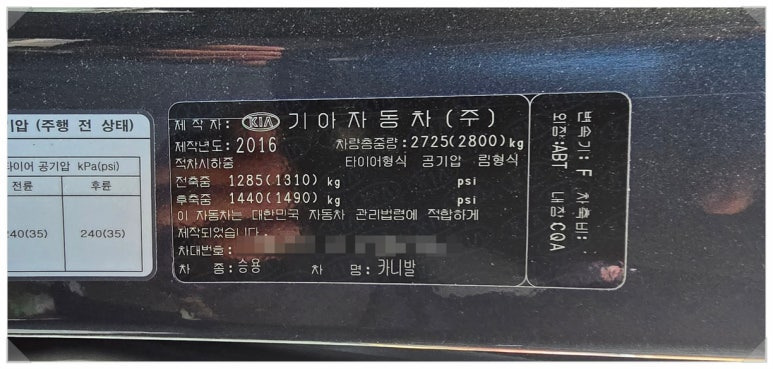 기압 (주행 전 상태)
타이어 공기압 kPa(psi)
전륜 후륜
240(35) 240(35)
제 작 자: KIA 기아자동차(주)
제작년도: 2016 차량총중량: 2725(2800)kg
적차시하중 타이어형식 공기압 림형식
전축중 1285(1310) kg psi
후축중 1440(1490) kg psi
이 자동차는 대한민국 자동차 관리법령에 적합하게
제작되었습니다.
차대번호:
차 종: 승용 차 명: 카니발
변속기: F 차축비:
외장:ABT 내장:CQA